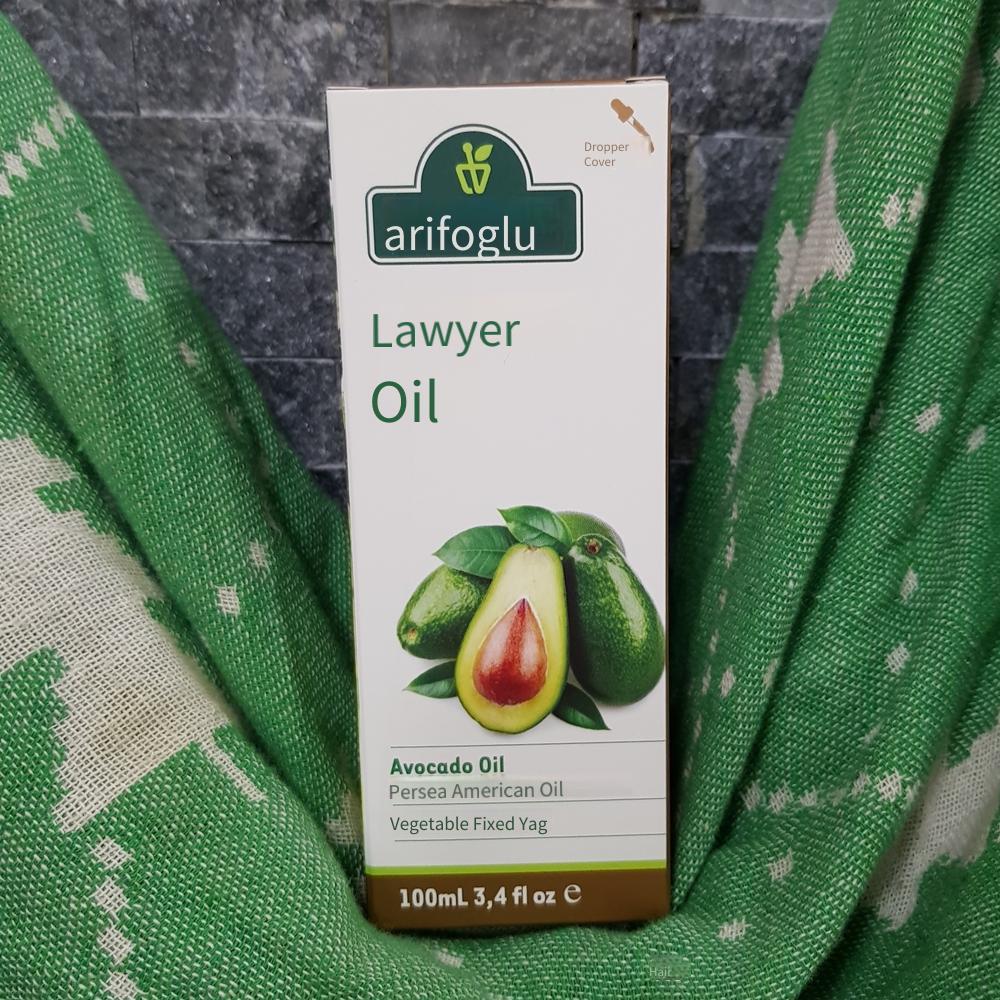 Dropper
Cover
arifoglu
Lawyer
Oil
Avocado Oil
Persea American Oil
Vegetable Fixed Yag
100mL 3,4 fl oz e